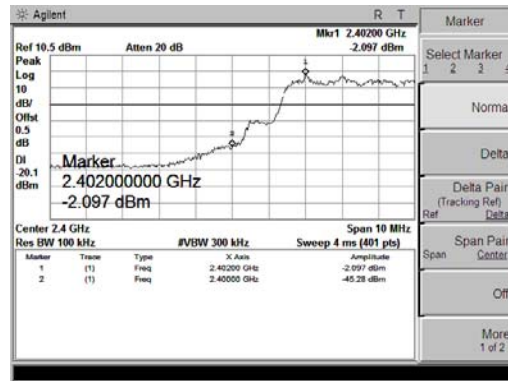 Agilent R T
Mkr1 2.40200 GHz
Ref 10.5 dBm Atten 20 dB -2.097 dBm
Peak
Log
10
dB/
Offst
0.5
dB
DI
-20.1
dBm
1
2
Marker
2.402000000 GHz
-2.097 dBm
Center 2.4 GHz Span 10 MHz
Res BW 100 kHz #VBW 300 kHz Sweep 4 ms (401 pts)
Marker Trace Type X Axis Amplitude
1 (1) Freq 2.40200 GHz -2.097 dBm
2 (1) Freq 2.40000 GHz -45.28 dBm
Marker
Select Marker
1 2 3 4
Norma
Delta
Delta Pair
(Tracking Ref)
Ref Delta
Span Pair
Span Center
Off
More
1 of 2